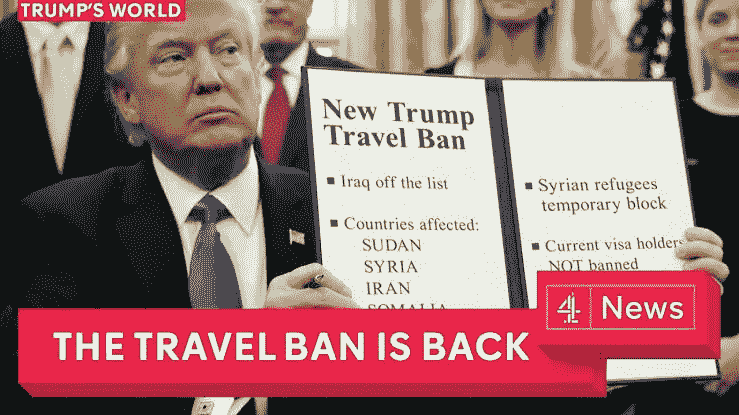 TRUMP'S WORLD
New Trump
Travel Ban
■ Iraq off the list
■ Countries affected:
SUDAN
SYRIA
IRAN
SOMALIA
■ Syrian refugees
temporary block
■ Current visa holders
NOT banned
4 News
THE TRAVEL BAN IS BACK